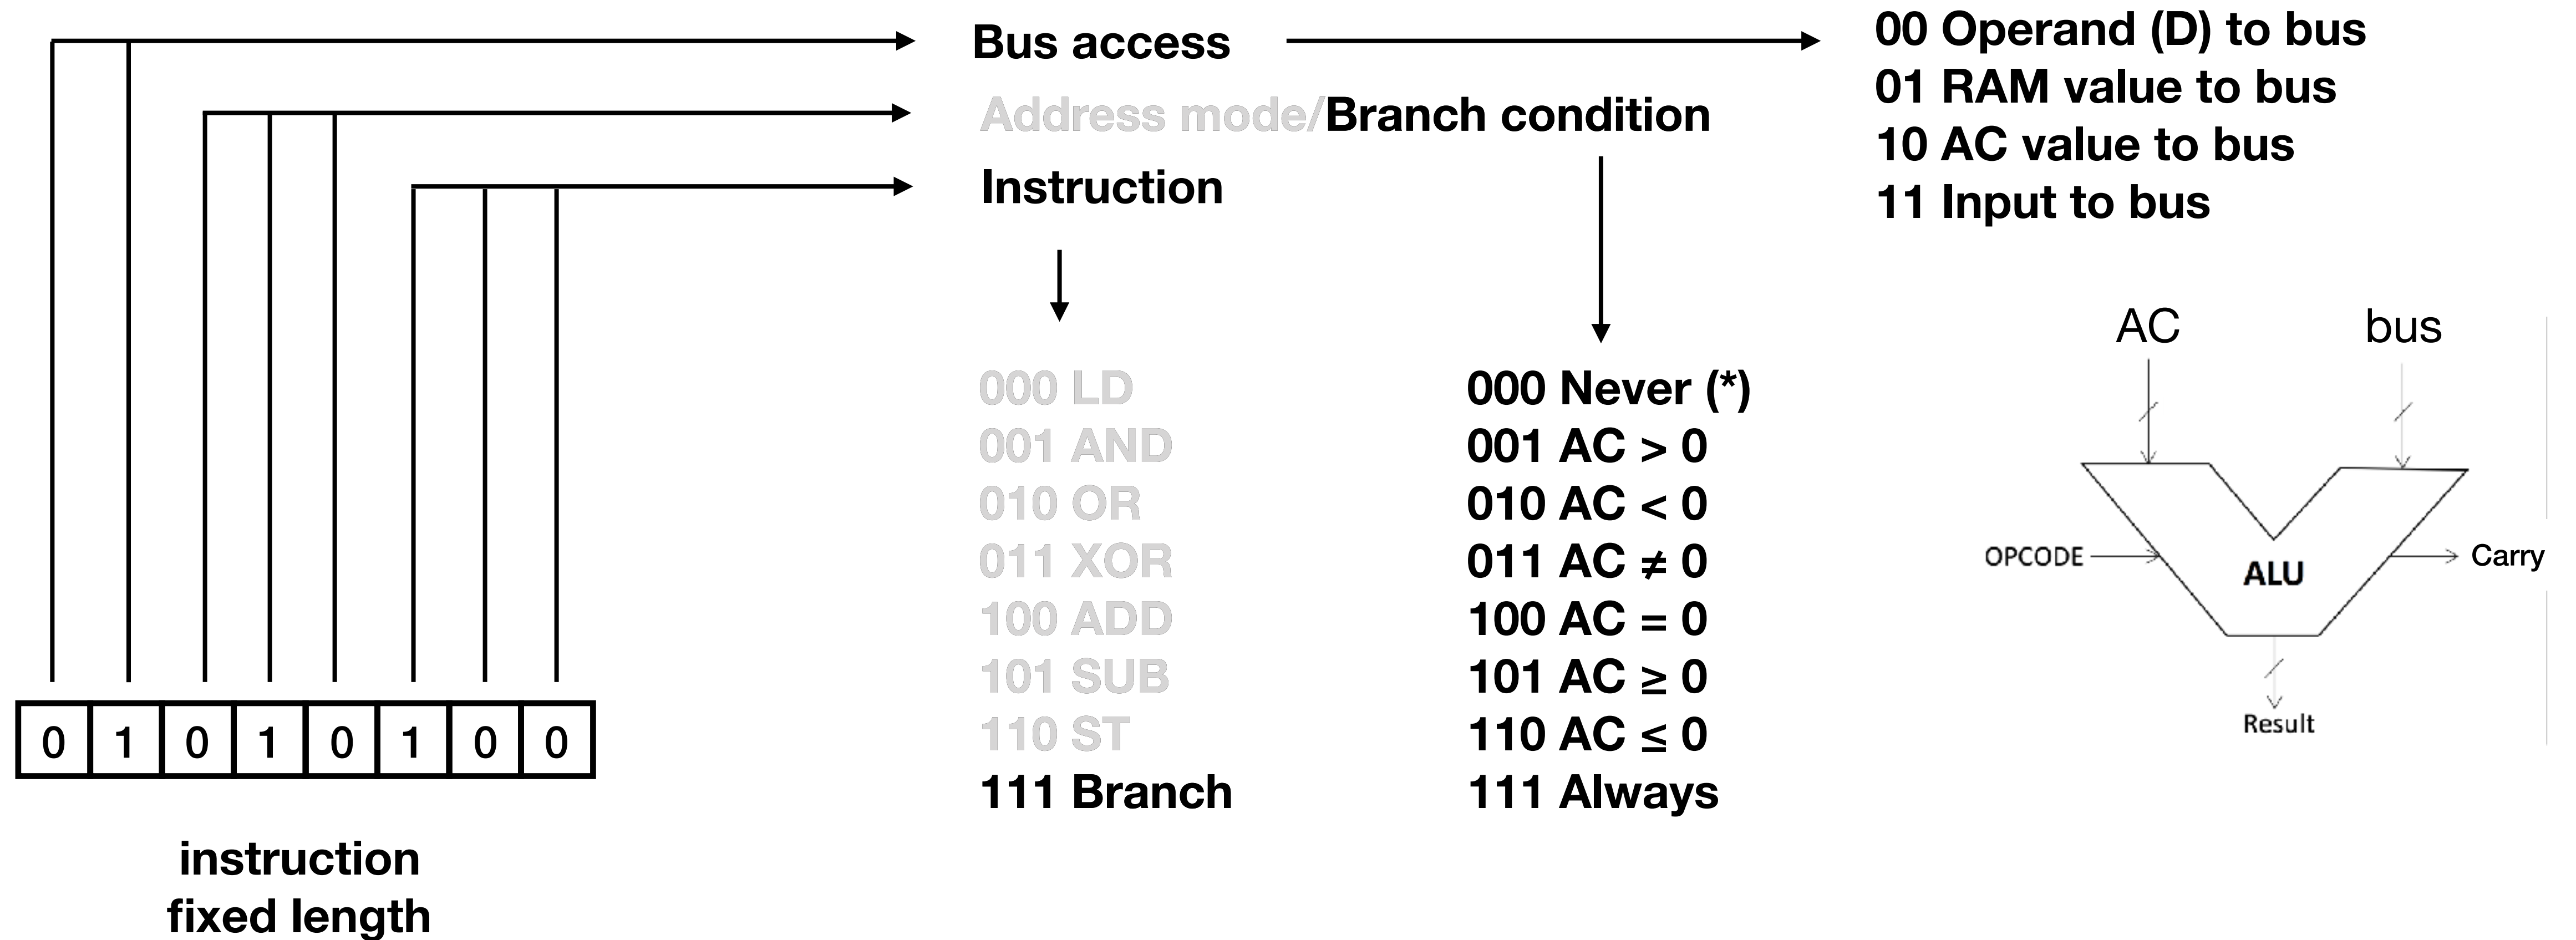 Bus access
Address mode/Branch condition
Instruction
00 Operand (D) to bus
01 RAM value to bus
10 AC value to bus
11 Input to bus
000 LD
001 AND
010 OR
011 XOR
100 ADD
101 SUB
110 ST
111 Branch
000 Never (*)
001 AC > 0
010 AC < 0
011 AC ≠ 0
100 AC = 0
101 AC ≥ 0
110 AC ≤ 0
111 Always
AC
bus
OPCODE
ALU
Carry
Result
0 1 0 1 0 1 0 0
instruction
fixed length